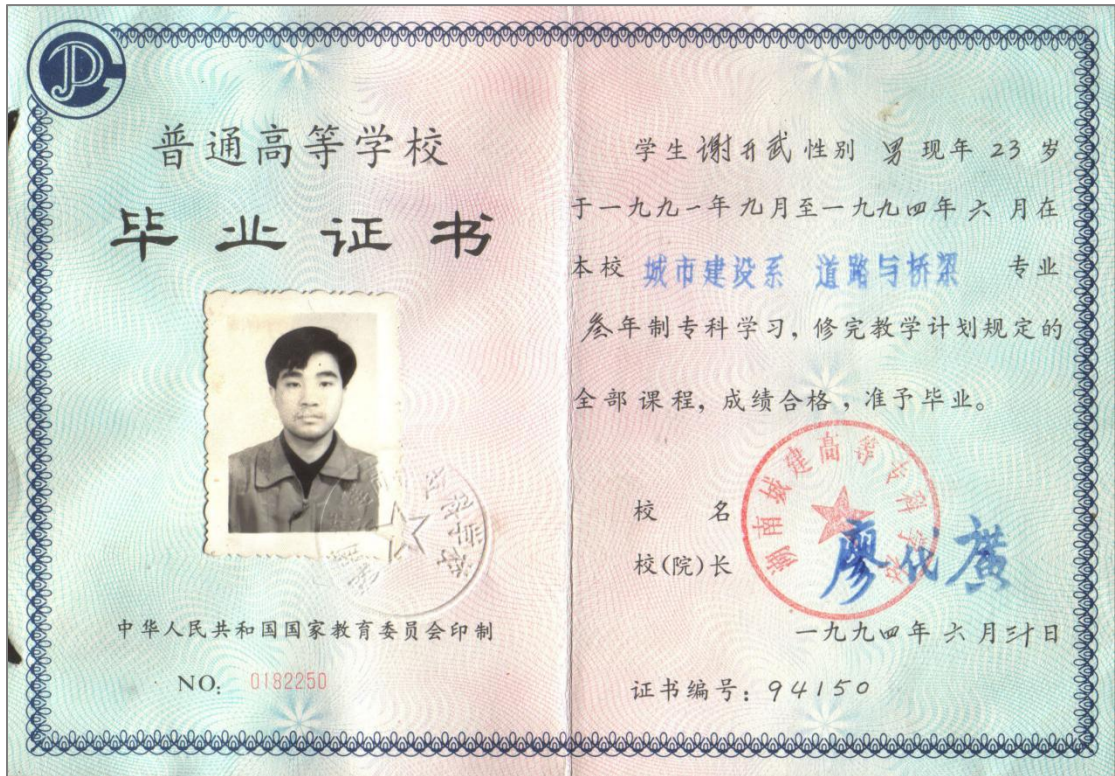 普通高等学校
毕业证书
中华人民共和国国家教育委员会印制
NO: 0182250
学生 谢开武 性别 男 现年 23 岁
于一九九一年九月至一九九四年六月在
本校 城市建设系 道路与桥梁 专业
叁年制专科学习，修完教学计划规定的
全部课程，成绩合格，准予毕业。
湖南城建高等专科学校
校 名
校(院)长 廖代广
一九九四年六月三十日
证书编号：94150